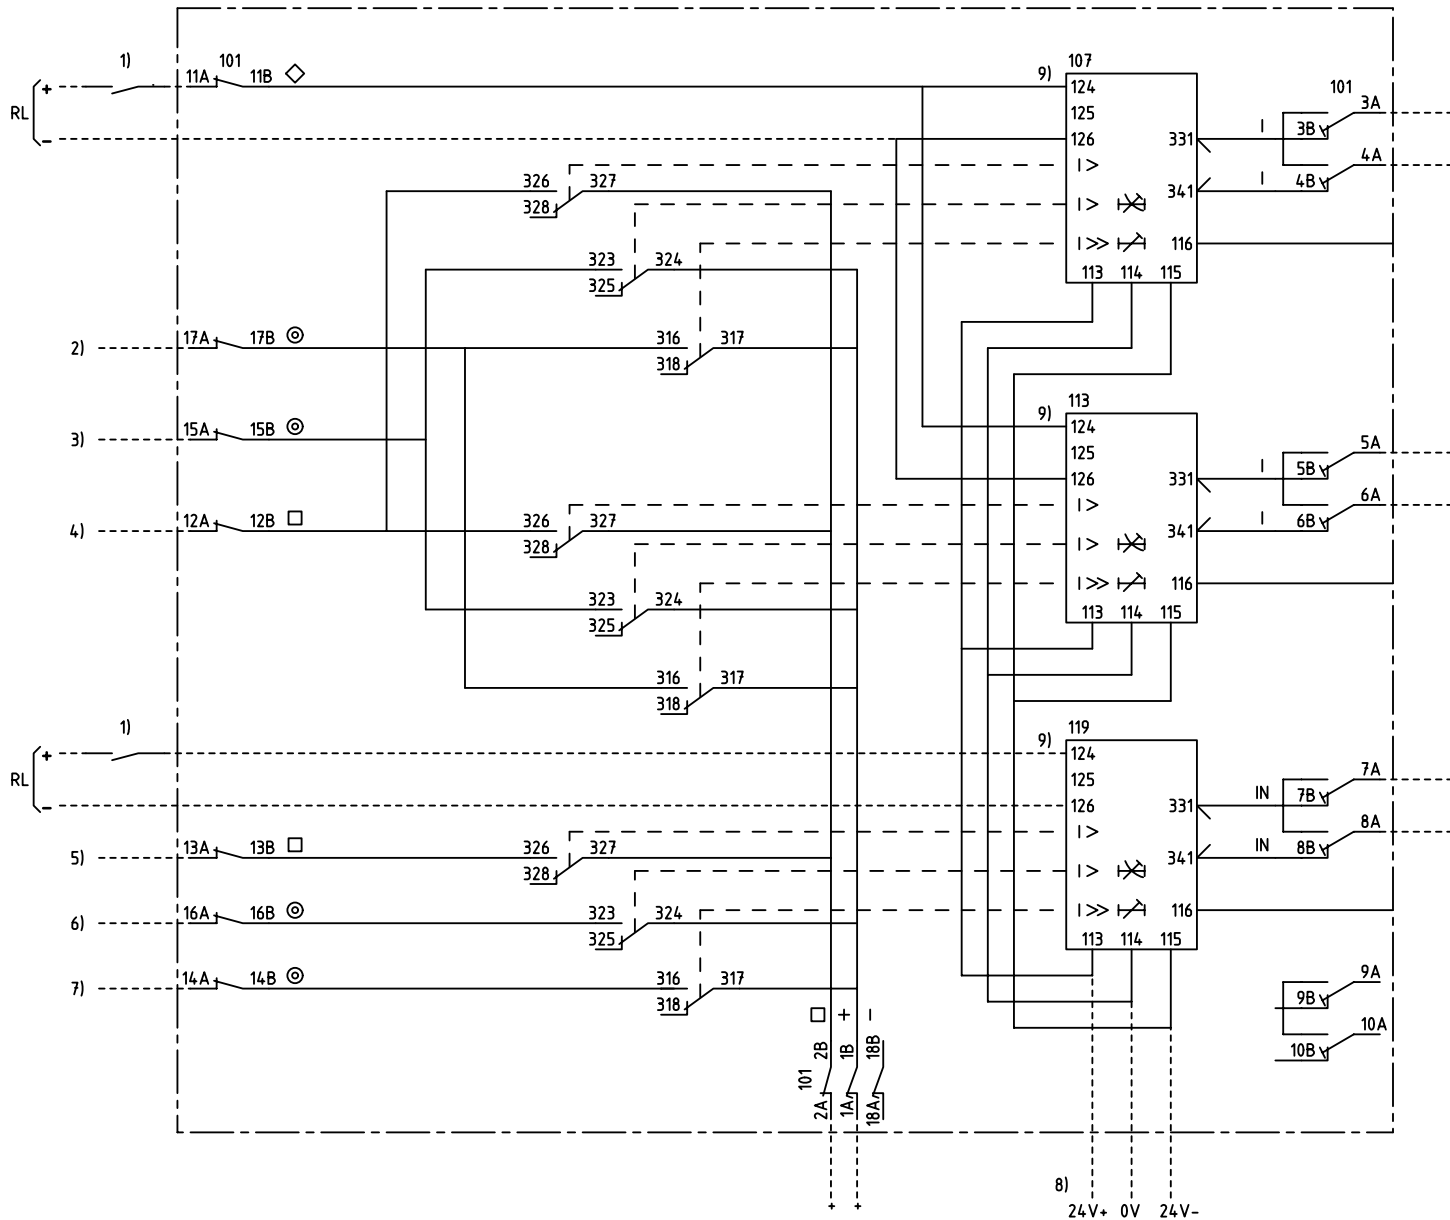 1) 101 107
11A 11B 9) 124 101 3A
+ 125 3B
RL 126 331 I 4A
- I> 4B
326 327 341 I
328 I>
323 324 I>> 116
325 113 114 115
2) 17A 17B 316 317
318
113
3) 15A 15B 9) 124 5A
125 5B
126 331 I 6A
I> 6B
4) 12A 12B 326 327 341 I
328 I>
323 324 I>> 116
325 113 114 115
316 317
318
1) 119
+ 9) 124 7A
RL 125 IN 7B
- 126 331 8A
I> IN 8B
5) 13A 13B 326 327 341
328 I>
6) 16A 16B 323 324 I>> 116
325 113 114 115
7) 14A 14B 316 317 9A
318 9B
+ -
2B 1B 18B 10A
101 10B
2A 1A 18A
8)
+ + 24V+ 0V 24V-